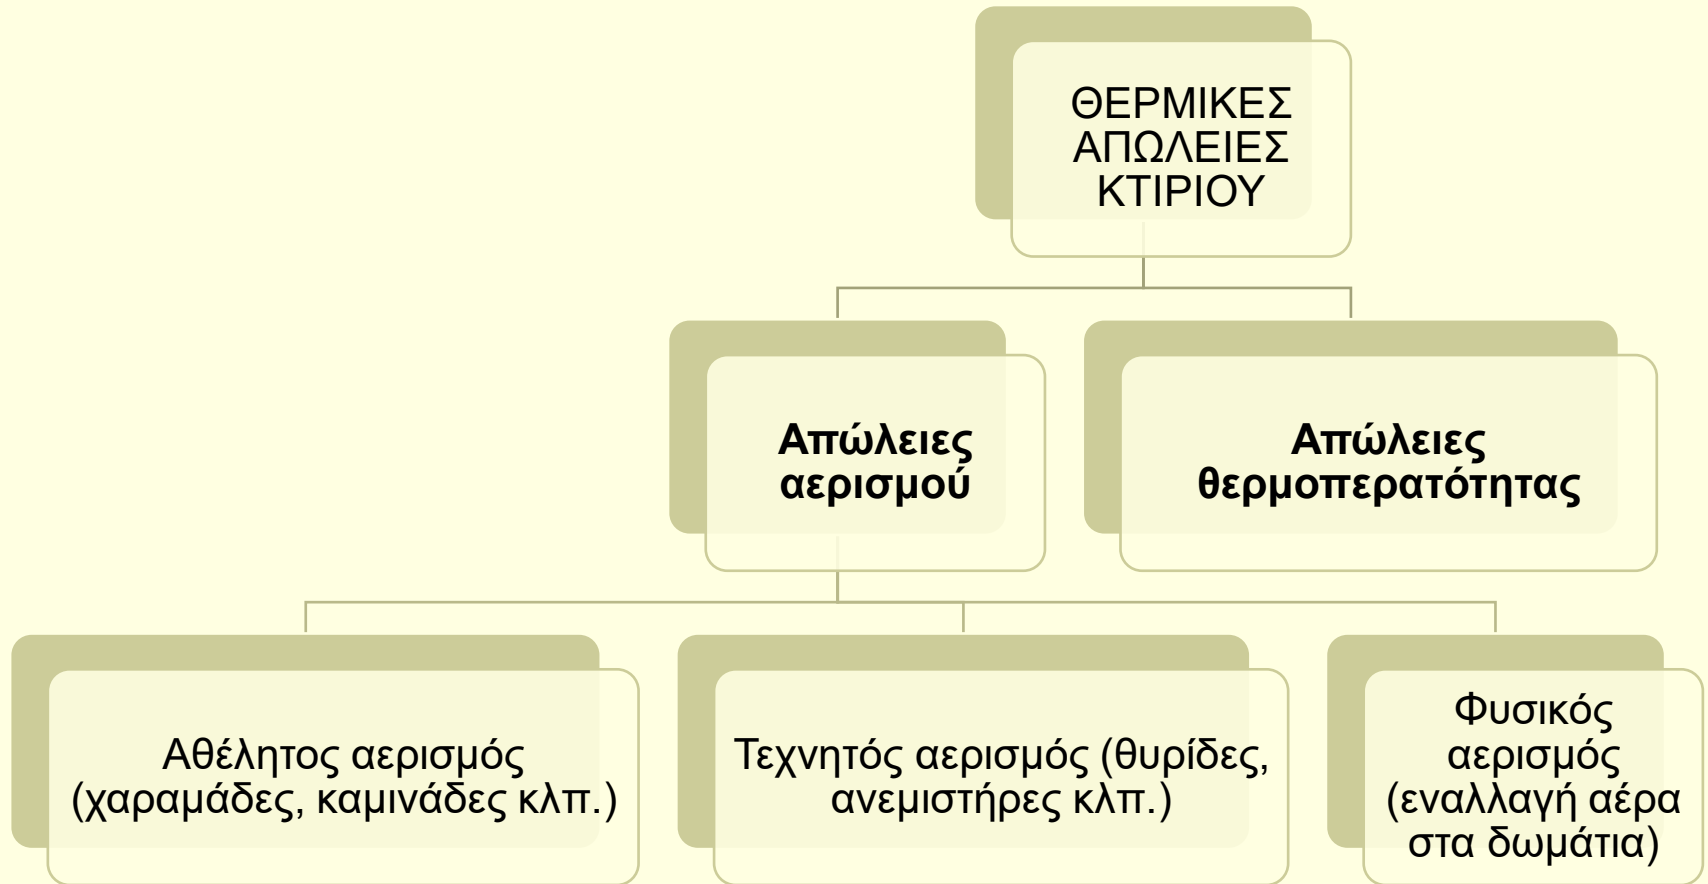 ΘΕΡΜΙΚΕΣ
ΑΠΩΛΕΙΕΣ
ΚΤΙΡΙΟΥ
Απώλειες
αερισμού
Απώλειες
θερμοπερατότητας
Αθέλητος αερισμός
(χαραμάδες, καμινάδες κλπ.)
Τεχνητός αερισμός (θυρίδες,
ανεμιστήρες κλπ.)
Φυσικός
αερισμός
(εναλλαγή αέρα
στα δωμάτια)